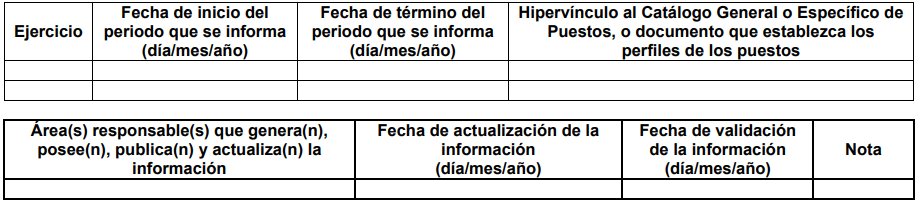 Ejercicio
Fecha de inicio del
periodo que se informa
(día/mes/año)
Fecha de término del
periodo que se informa
(día/mes/año)
Hipervínculo al Catálogo General o Específico de
Puestos, o documento que establezca los
perfiles de los puestos
Área(s) responsable(s) que genera(n),
posee(n), publica(n) y actualiza(n) la
información
Fecha de actualización de la
información
(día/mes/año)
Fecha de validación
de la información
(día/mes/año)
Nota